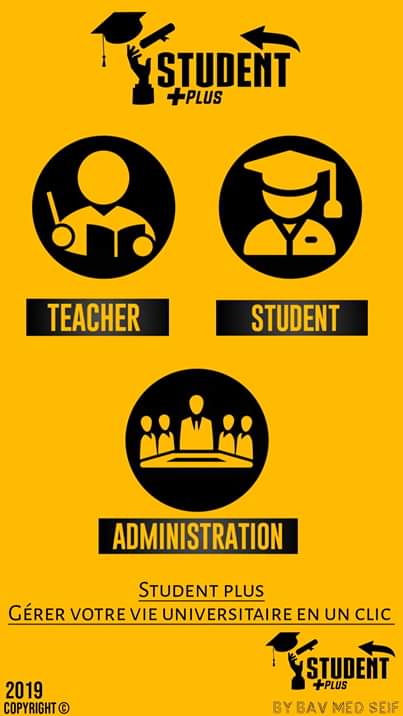 STUDENT
+PLUS
TEACHER
STUDENT
ADMINISTRATION
STUDENT PLUS
GÉRER VOTRE VIE UNIVERSITAIRE EN UN CLIC
STUDENT
+PLUS
2019
COPYRIGHT ©
BY BAV MED SEIF